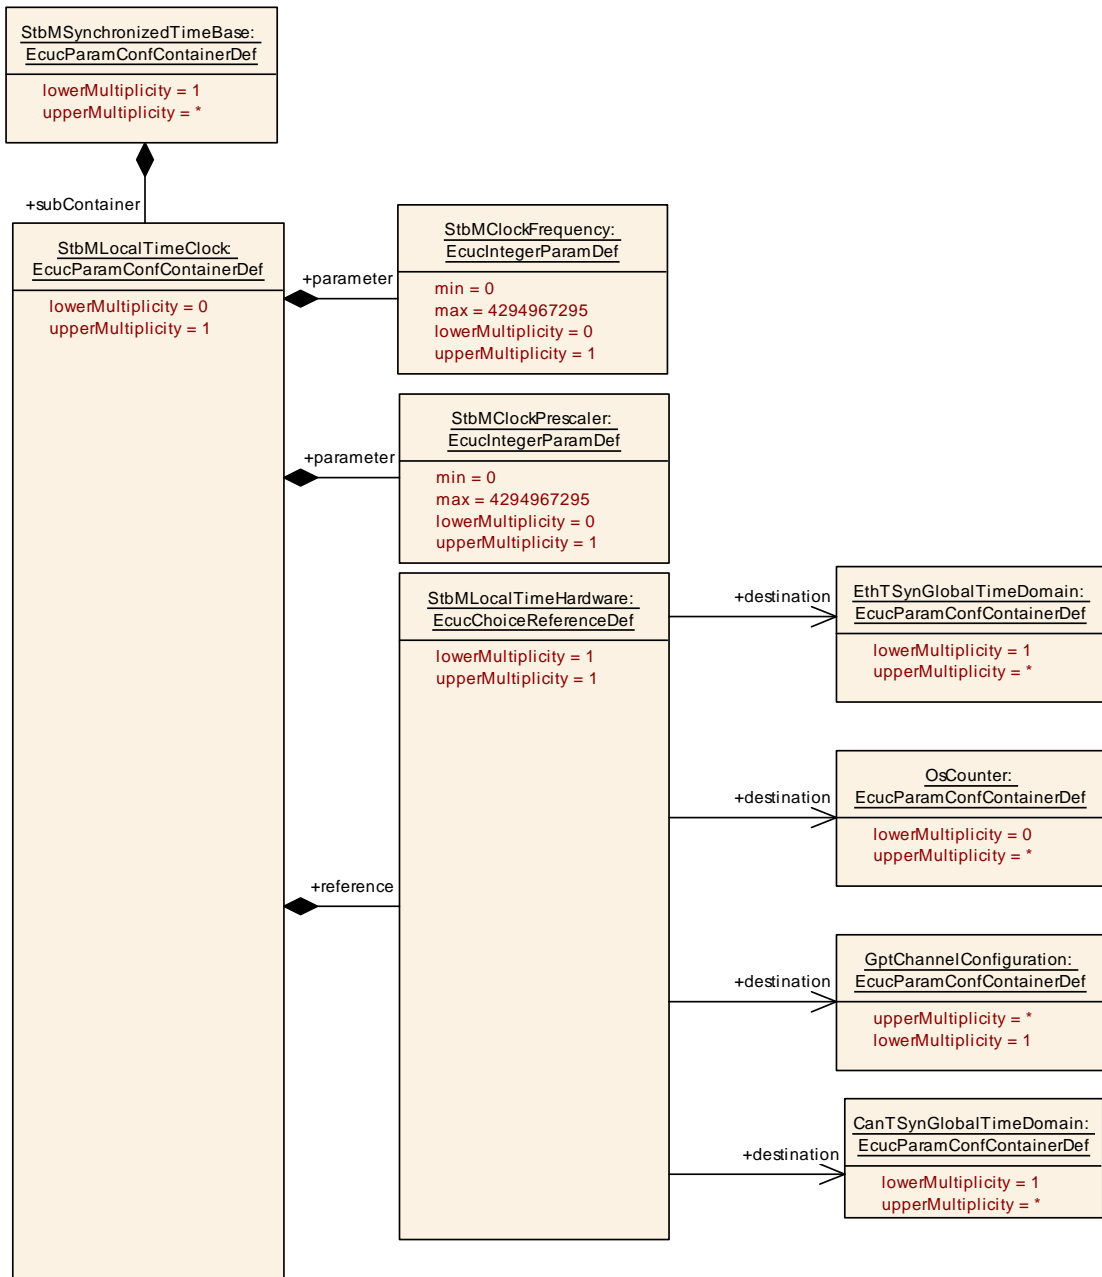 StbMSynchronizedTimeBase:
EcucParamConfContainerDef
lowerMultiplicity = 1
upperMultiplicity = *
+subContainer
StbMLocalTimeClock:
EcucParamConfContainerDef
lowerMultiplicity = 0
upperMultiplicity = 1
+parameter
StbMClockFrequency:
EcucIntegerParamDef
min = 0
max = 4294967295
lowerMultiplicity = 0
upperMultiplicity = 1
+parameter
StbMClockPrescaler:
EcucIntegerParamDef
min = 0
max = 4294967295
lowerMultiplicity = 0
upperMultiplicity = 1
+reference
StbMLocalTimeHardware:
EcucChoiceReferenceDef
lowerMultiplicity = 1
upperMultiplicity = 1
+destination
EthTSynGlobalTimeDomain:
EcucParamConfContainerDef
lowerMultiplicity = 1
upperMultiplicity = *
+destination
OsCounter:
EcucParamConfContainerDef
lowerMultiplicity = 0
upperMultiplicity = *
+destination
GptChannelConfiguration:
EcucParamConfContainerDef
upperMultiplicity = *
lowerMultiplicity = 1
+destination
CanTSynGlobalTimeDomain:
EcucParamConfContainerDef
lowerMultiplicity = 1
upperMultiplicity = *